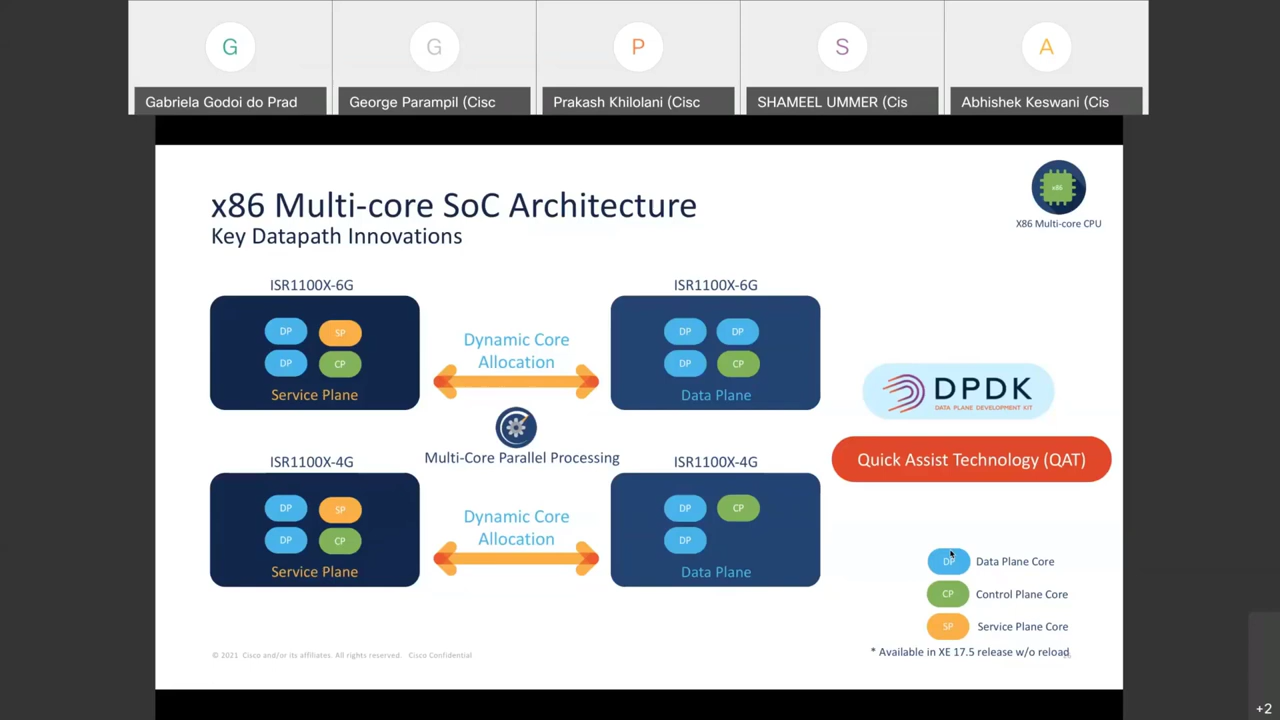 G
G
P
S
A
Gabriela Godoi do Prad
George Parampil (Cisc
Prakash Khilolani (Cisc
SHAMEEL UMMER (Cis
Abhishek Keswani (Cis
x86 Multi-core SoC Architecture
Key Datapath Innovations
x86
X86 Multi-core CPU
ISR1100X-6G
DP
SP
DP
CP
Service Plane
Dynamic Core
Allocation
ISR1100X-6G
DP
DP
DP
CP
Data Plane
Multi-Core Parallel Processing
ISR1100X-4G
DP
SP
DP
CP
Service Plane
Dynamic Core
Allocation
ISR1100X-4G
DP
CP
DP
Data Plane
DPDK
DATA PLANE DEVELOPMENT KIT
Quick Assist Technology (QAT)
DP Data Plane Core
CP Control Plane Core
SP Service Plane Core
* Available in XE 17.5 release w/o reload
© 2021 Cisco and/or its affiliates. All rights reserved. Cisco Confidential
+2